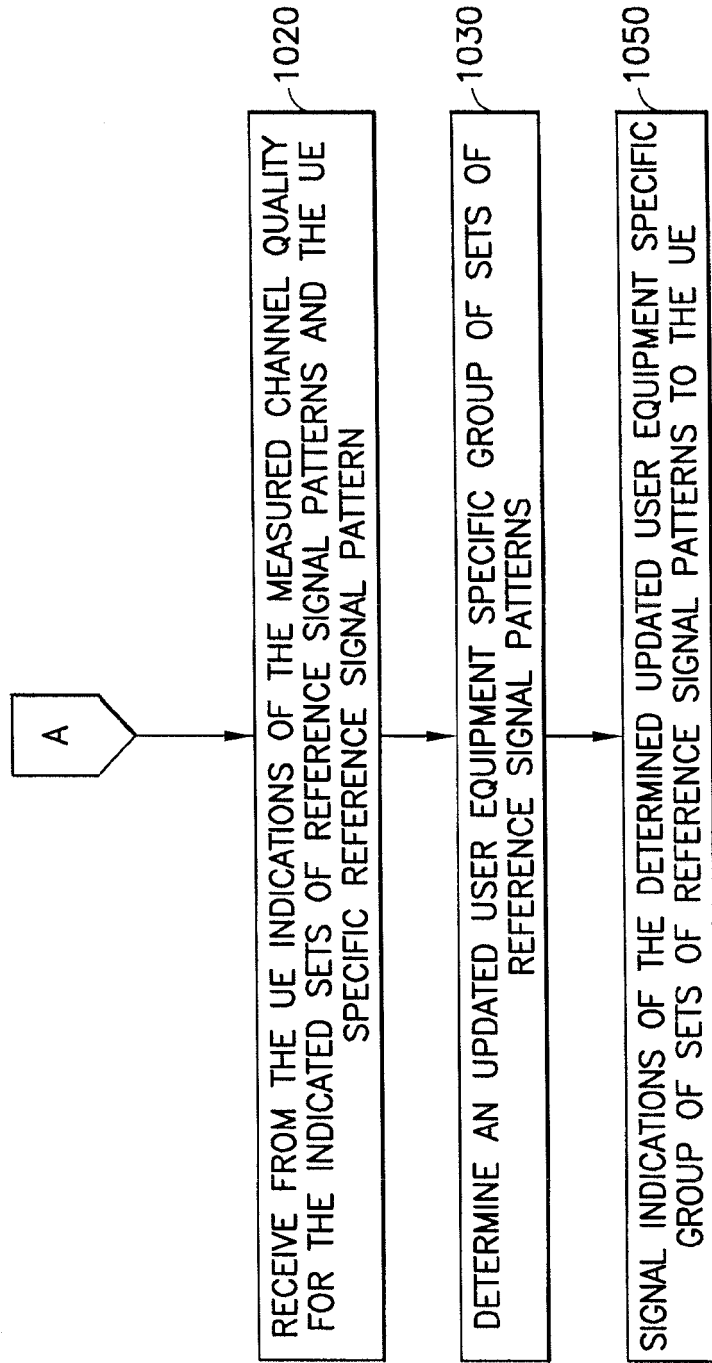 A
RECEIVE FROM THE UE INDICATIONS OF THE MEASURED CHANNEL QUALITY
FOR THE INDICATED SETS OF REFERENCE SIGNAL PATTERNS AND THE UE
SPECIFIC REFERENCE SIGNAL PATTERN
1020
DETERMINE AN UPDATED USER EQUIPMENT SPECIFIC GROUP OF SETS OF
REFERENCE SIGNAL PATTERNS
1030
SIGNAL INDICATIONS OF THE DETERMINED UPDATED USER EQUIPMENT SPECIFIC
GROUP OF SETS OF REFERENCE SIGNAL PATTERNS TO THE UE
1050